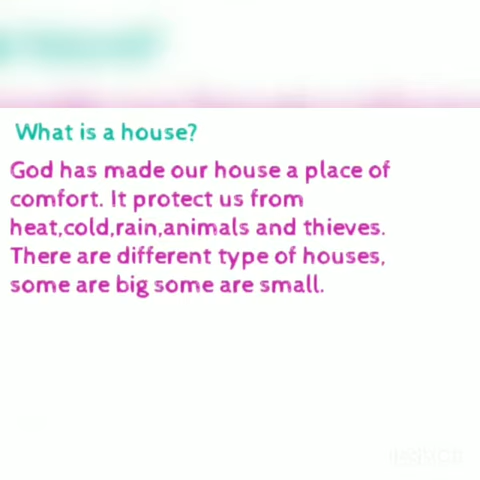 What is a house?
God has made our house a place of
comfort. It protect us from
heat,cold,rain,animals and thieves.
There are different type of houses,
some are big some are small.